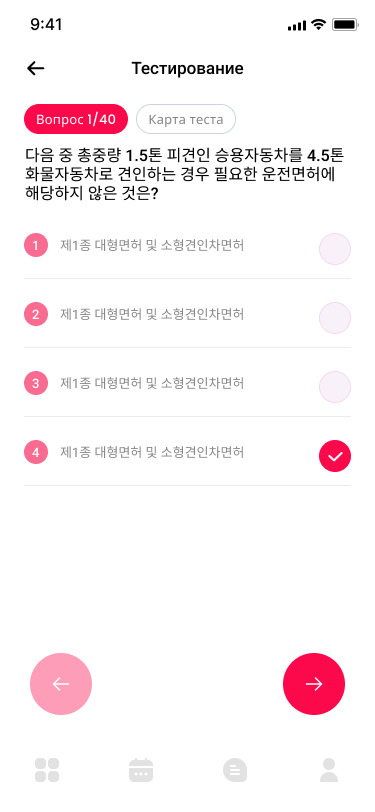 9:41
Тестирование
Вопрос 1/40
Карта теста
다음 중 총중량 1.5톤 피견인 승용자동차를 4.5톤
화물자동차로 견인하는 경우 필요한 운전면허에
해당하지 않은 것은?
1 제1종 대형면허 및 소형견인차면허
2 제1종 대형면허 및 소형견인차면허
3 제1종 대형면허 및 소형견인차면허
4 제1종 대형면허 및 소형견인차면허